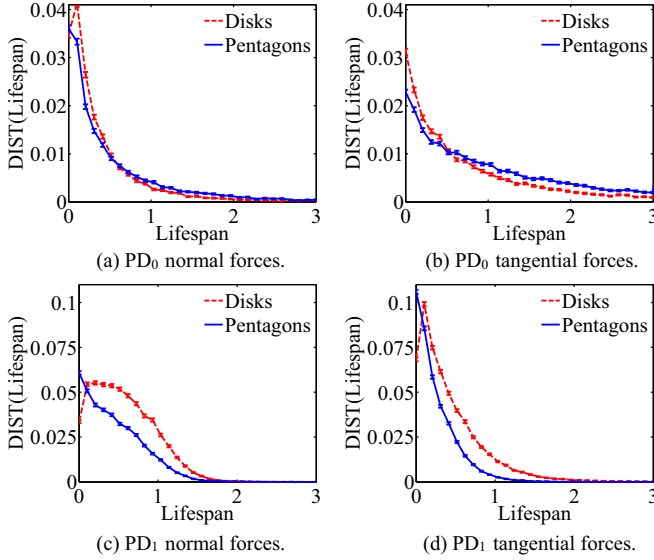 0.04
0.03
0.02
0.01
0
DIST(Lifespan)
Disks
Pentagons
0 1 2 3
Lifespan
(a) PD₀ normal forces.
0.04
0.03
0.02
0.01
0
DIST(Lifespan)
Disks
Pentagons
0 1 2 3
Lifespan
(b) PD₀ tangential forces.
0.1
0.075
0.05
0.025
0
DIST(Lifespan)
Disks
Pentagons
0 1 2 3
Lifespan
(c) PD₁ normal forces.
0.1
0.075
0.05
0.025
0
DIST(Lifespan)
Disks
Pentagons
0 1 2 3
Lifespan
(d) PD₁ tangential forces.